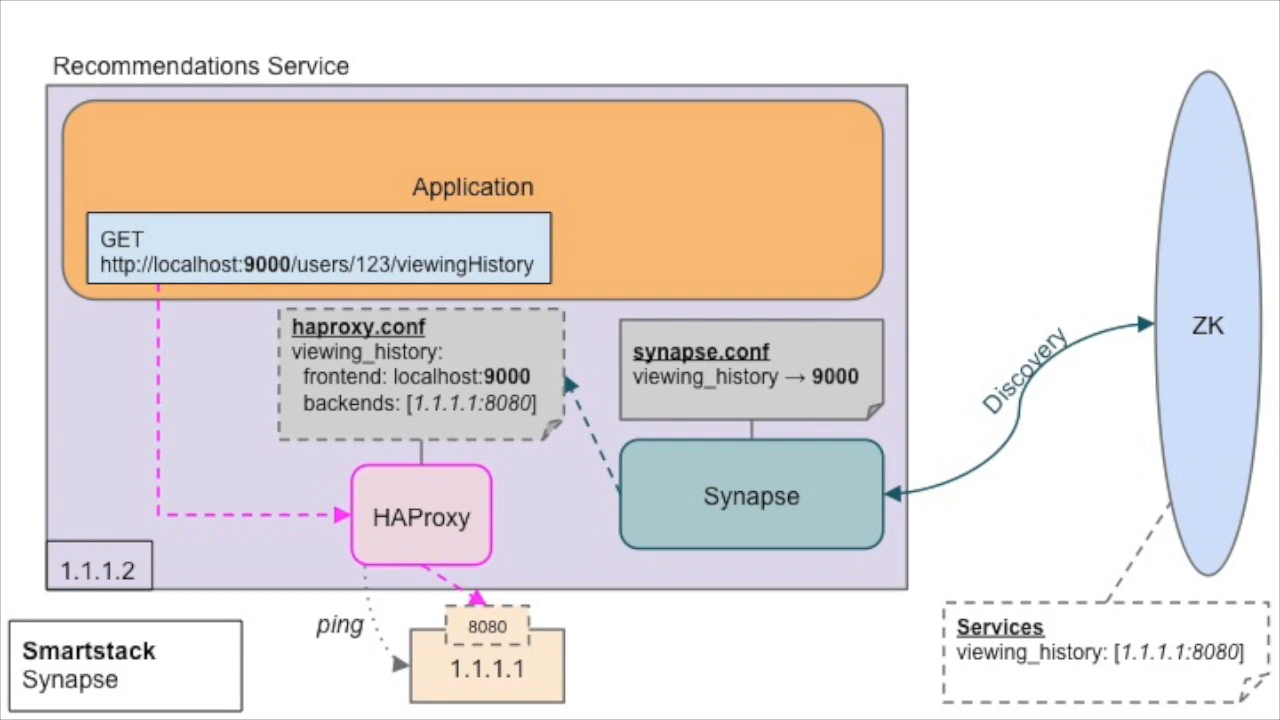 Recommendations Service
Application
GET
http://localhost:9000/users/123/viewingHistory
haproxy.conf
viewing_history:
frontend: localhost:9000
backends: [1.1.1.1:8080]
synapse.conf
viewing_history → 9000
Discovery
ZK
HAProxy
Synapse
1.1.1.2
ping
8080
1.1.1.1
Smartstack
Synapse
Services
viewing_history: [1.1.1.1:8080]